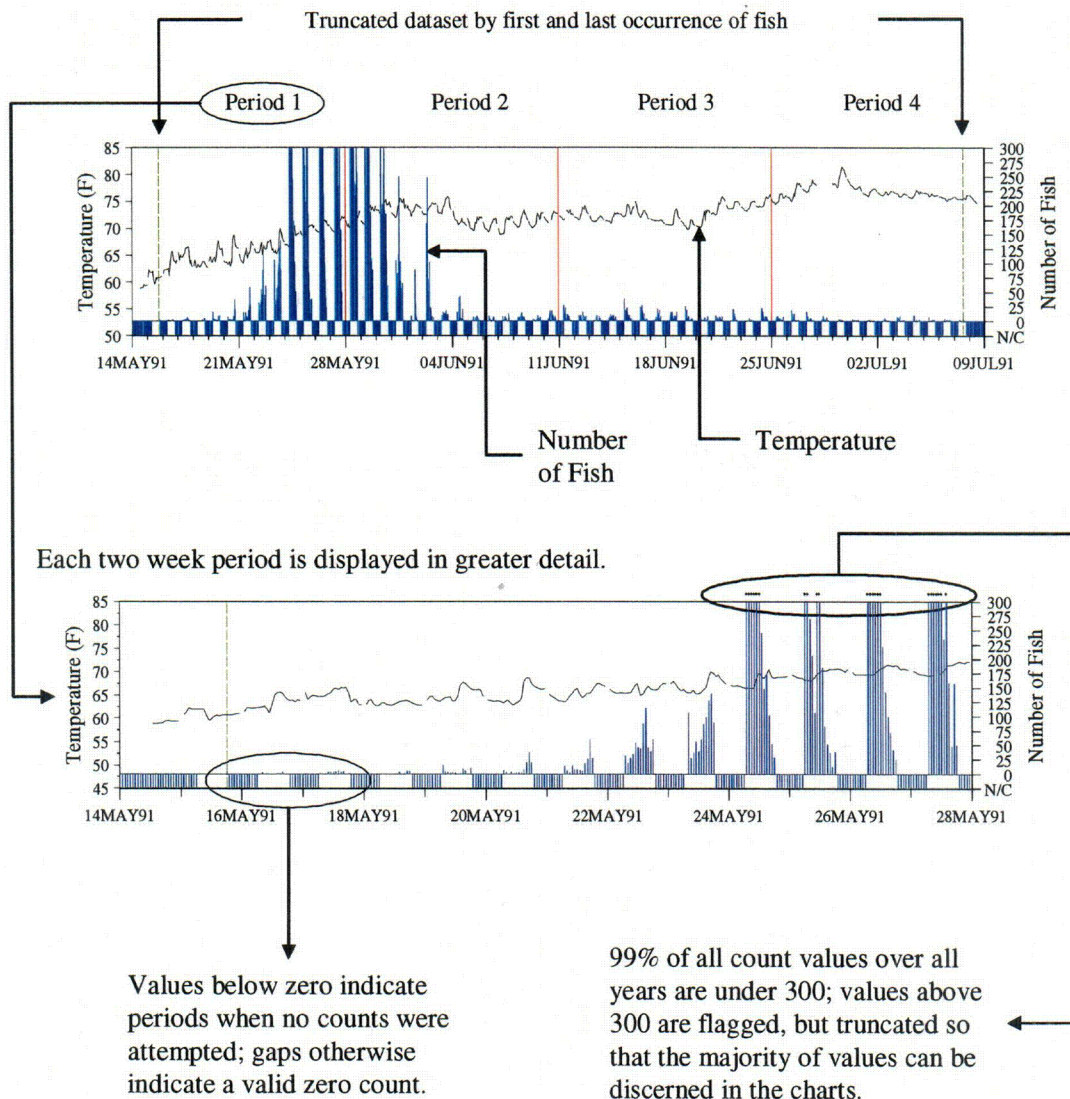 Truncated dataset by first and last occurrence of fish
Period 1 Period 2 Period 3 Period 4
Temperature (F)
85
80
75
70
65
60
55
50
300
275
250
225
200
175
150
125
100
75
50
25
0
N/C
Number of Fish
14MAY91 21MAY91 28MAY91 04JUN91 11JUN91 18JUN91 25JUN91 02JUL91 09JUL91
Number
of Fish
Temperature
Each two week period is displayed in greater detail.
Temperature (F)
85
80
75
70
65
60
55
50
45
300
275
250
225
200
175
150
125
100
75
50
25
0
N/C
Number of Fish
14MAY91 16MAY91 18MAY91 20MAY91 22MAY91 24MAY91 26MAY91 28MAY91
Values below zero indicate
periods when no counts were
attempted; gaps otherwise
indicate a valid zero count.
99% of all count values over all
years are under 300; values above
300 are flagged, but truncated so
that the majority of values can be
discerned in the charts.